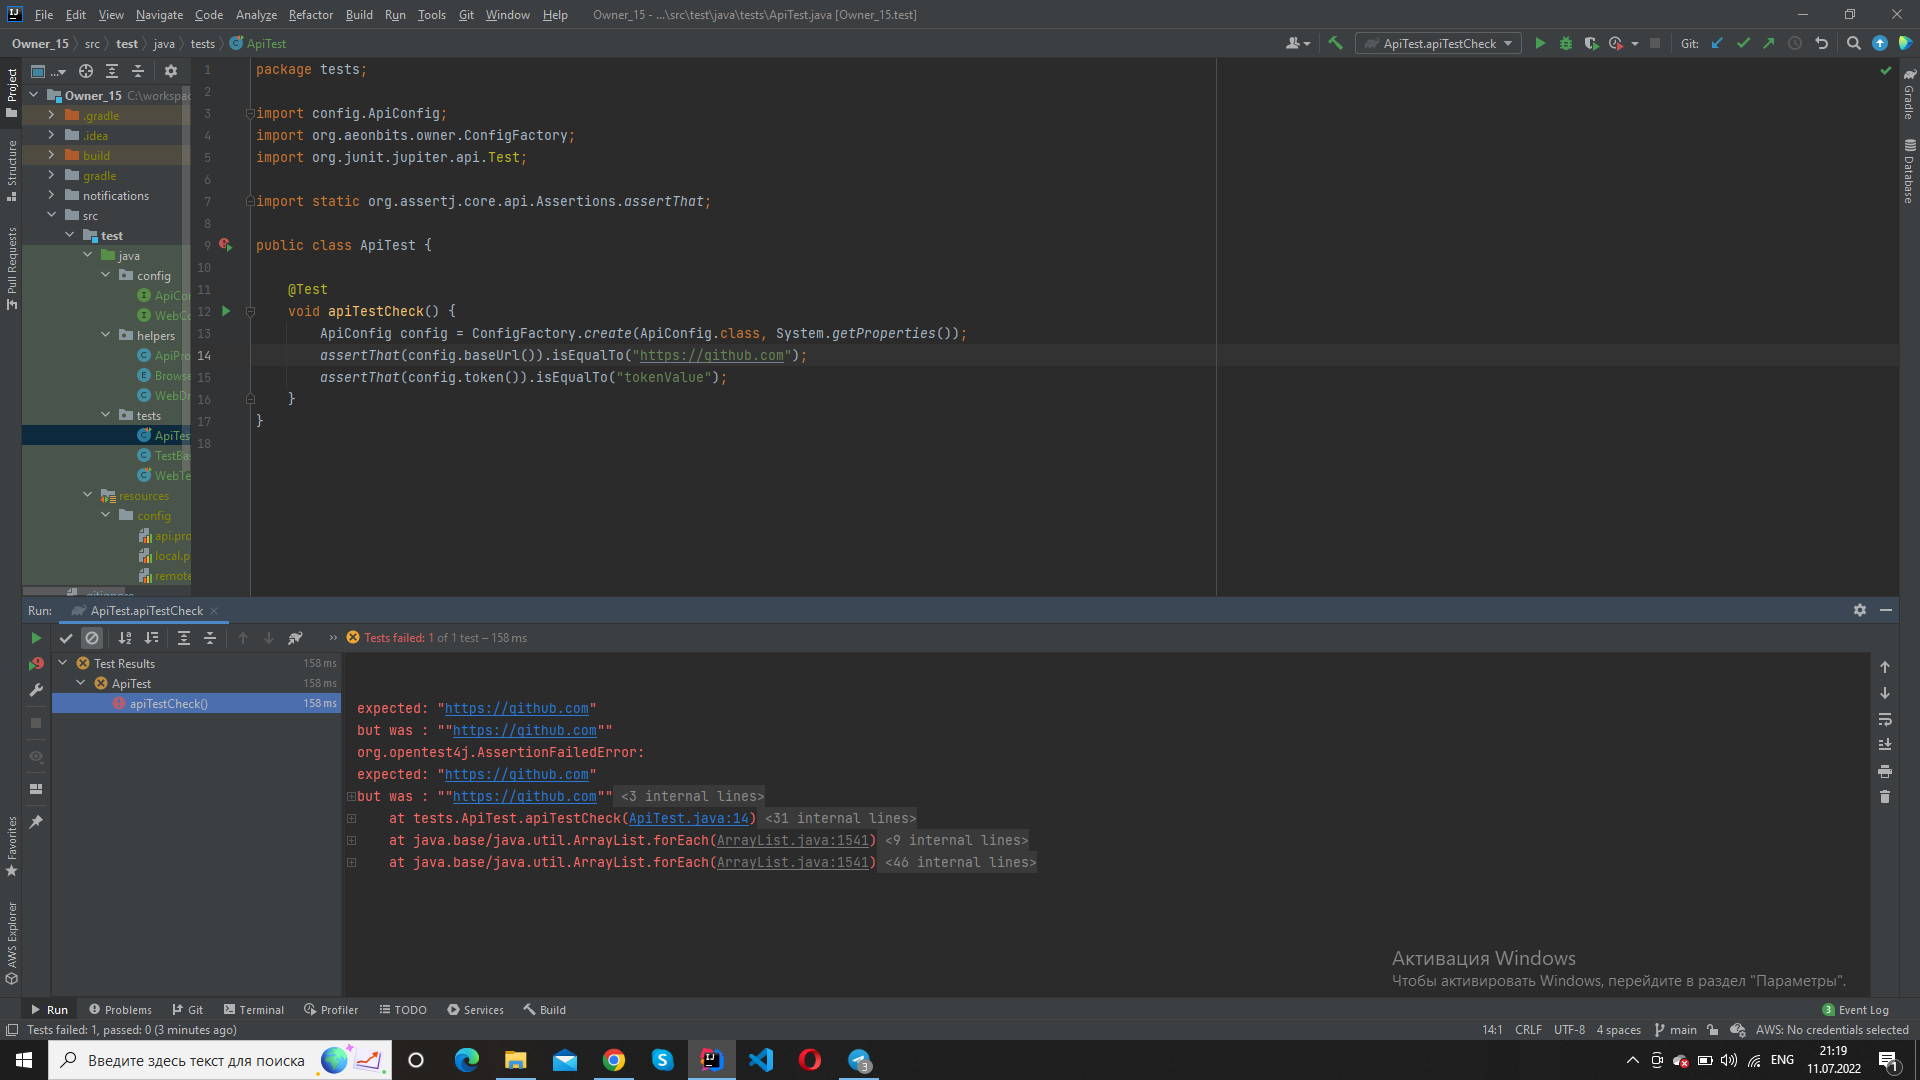 File Edit View Navigate Code Analyze Refactor Build Run Tools Git Window Help Owner_15 - ...\src\test\java\tests\ApiTest.java [Owner_15.test]
Owner_15 src test java tests ApiTest ApiTest.apiTestCheck Git:
Project
Structure
Pull Requests
Favorites
AWS Explorer
Gradle
Database
...
Owner_15 C:\workspac
.gradle
.idea
build
gradle
notifications
src
test
java
config
ApiCo
WebCo
helpers
ApiPro
Browse
WebDr
tests
ApiTes
TestBa
WebTe
resources
config
api.pro
local.p
remote
.gitignore
1 package tests;
2
3 import config.ApiConfig;
4 import org.aeonbits.owner.ConfigFactory;
5 import org.junit.jupiter.api.Test;
6
7 import static org.assertj.core.api.Assertions.assertThat;
8
9 public class ApiTest {
10
11 @Test
12 void apiTestCheck() {
13 ApiConfig config = ConfigFactory.create(ApiConfig.class, System.getProperties());
14 assertThat(config.baseUrl()).isEqualTo("https://github.com");
15 assertThat(config.token()).isEqualTo("tokenValue");
16 }
17 }
18
Run: ApiTest.apiTestCheck
Tests failed: 1 of 1 test – 158 ms
Test Results 158 ms
ApiTest 158 ms
apiTestCheck() 158 ms
expected: "https://github.com"
but was : ""https://github.com""
org.opentest4j.AssertionFailedError:
expected: "https://github.com"
but was : ""https://github.com"" <3 internal lines>
at tests.ApiTest.apiTestCheck(ApiTest.java:14) <31 internal lines>
at java.base/java.util.ArrayList.forEach(ArrayList.java:1541) <9 internal lines>
at java.base/java.util.ArrayList.forEach(ArrayList.java:1541) <46 internal lines>
Активация Windows
Чтобы активировать Windows, перейдите в раздел "Параметры".
Run Problems Git Terminal Profiler TODO Services Build 3 Event Log
Tests failed: 1, passed: 0 (3 minutes ago) 14:1 CRLF UTF-8 4 spaces main AWS: No credentials selected
Введите здесь текст для поиска 3 ENG 21:19
11.07.2022 1